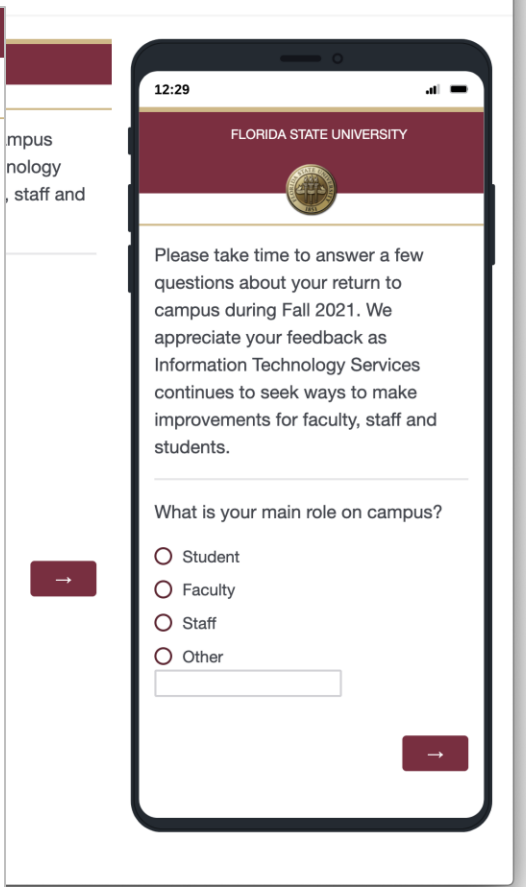 mpus
nology
, staff and
→
12:29
FLORIDA STATE UNIVERSITY
Please take time to answer a few
questions about your return to
campus during Fall 2021. We
appreciate your feedback as
Information Technology Services
continues to seek ways to make
improvements for faculty, staff and
students.
What is your main role on campus?
Student
Faculty
Staff
Other
→